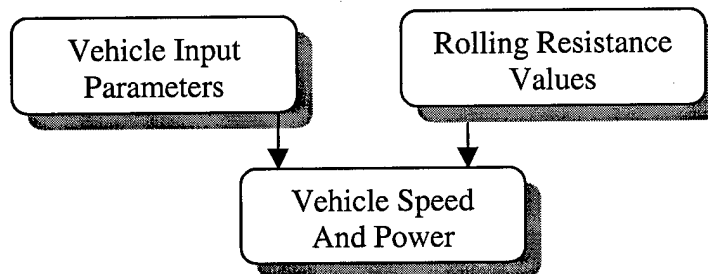 Vehicle Input
Parameters
Rolling Resistance
Values
Vehicle Speed
And Power